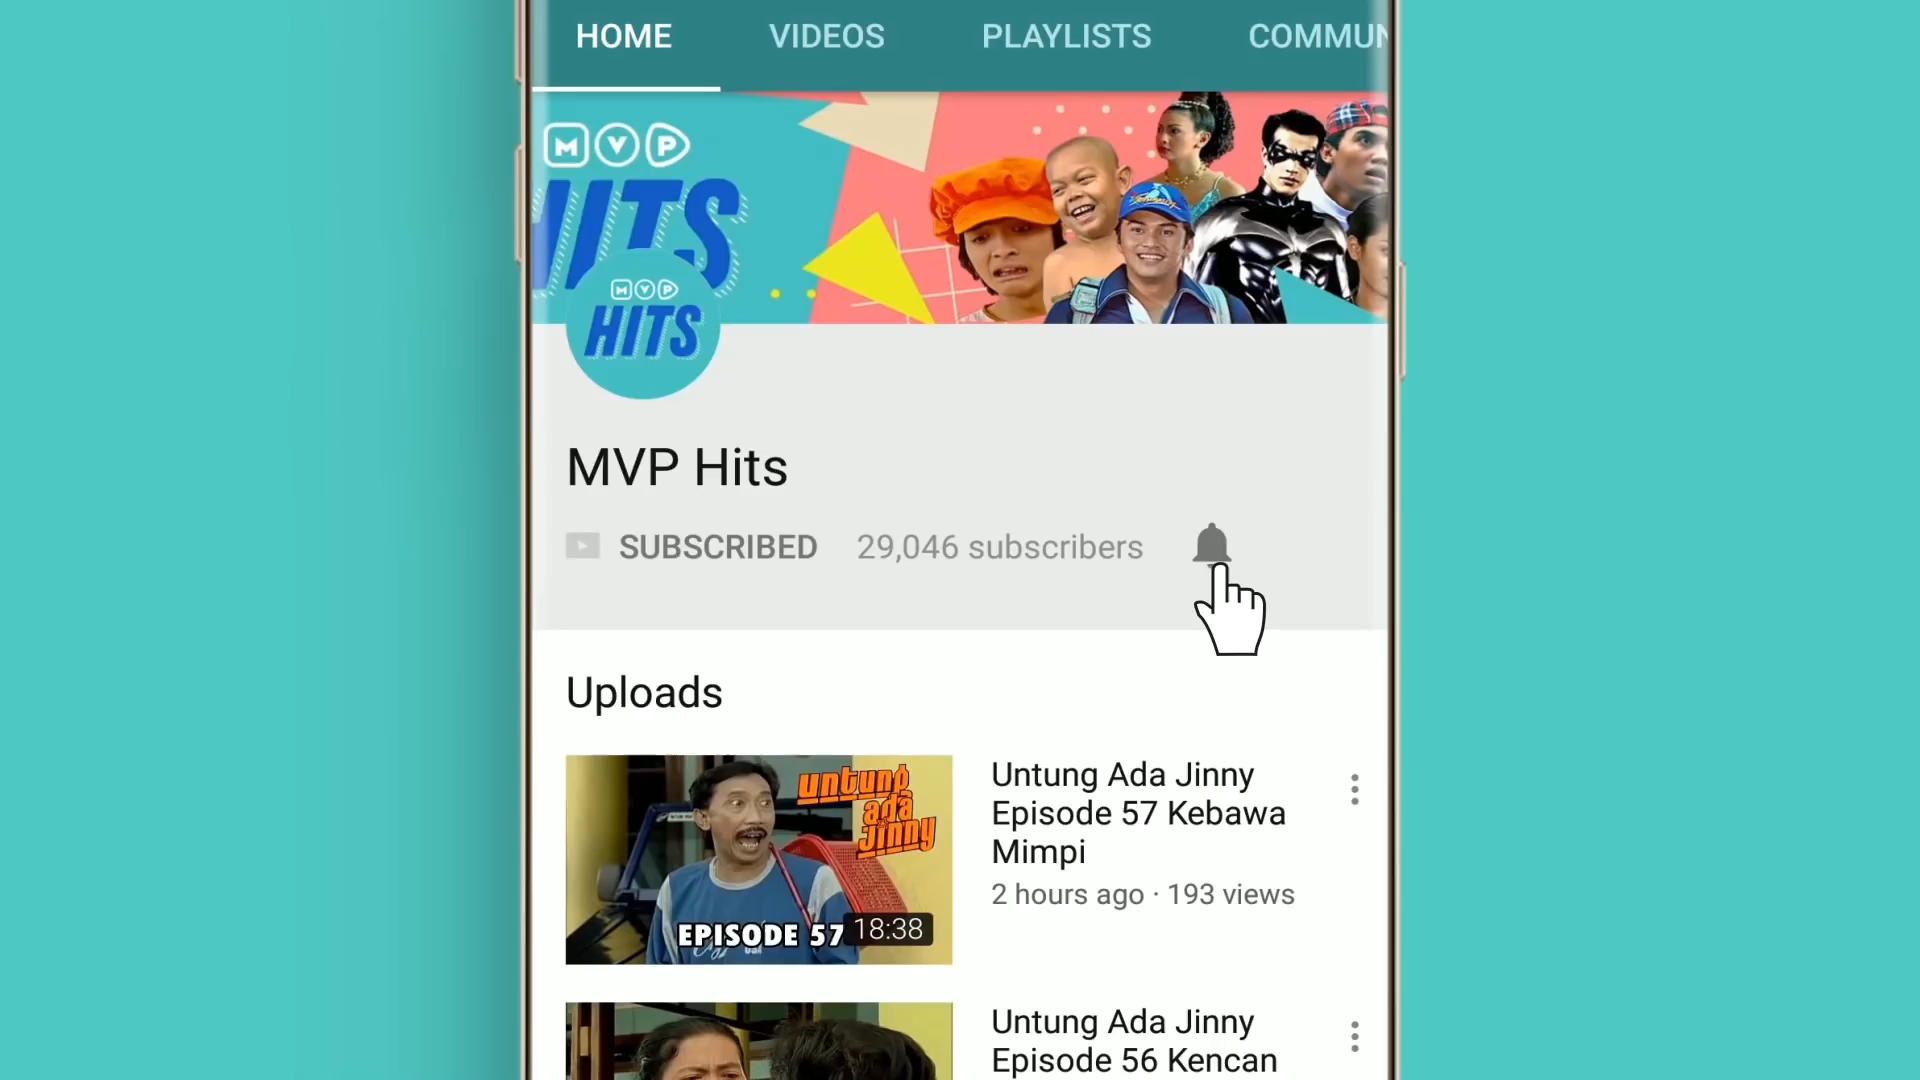 HOME VIDEOS PLAYLISTS COMMUN
MVP
HITS
MVP
HITS
MVP Hits
SUBSCRIBED 29,046 subscribers
Uploads
untung
ada
jinny
EPISODE 57
18:38
Untung Ada Jinny
Episode 57 Kebawa
Mimpi
2 hours ago · 193 views
Untung Ada Jinny
Episode 56 Kencan